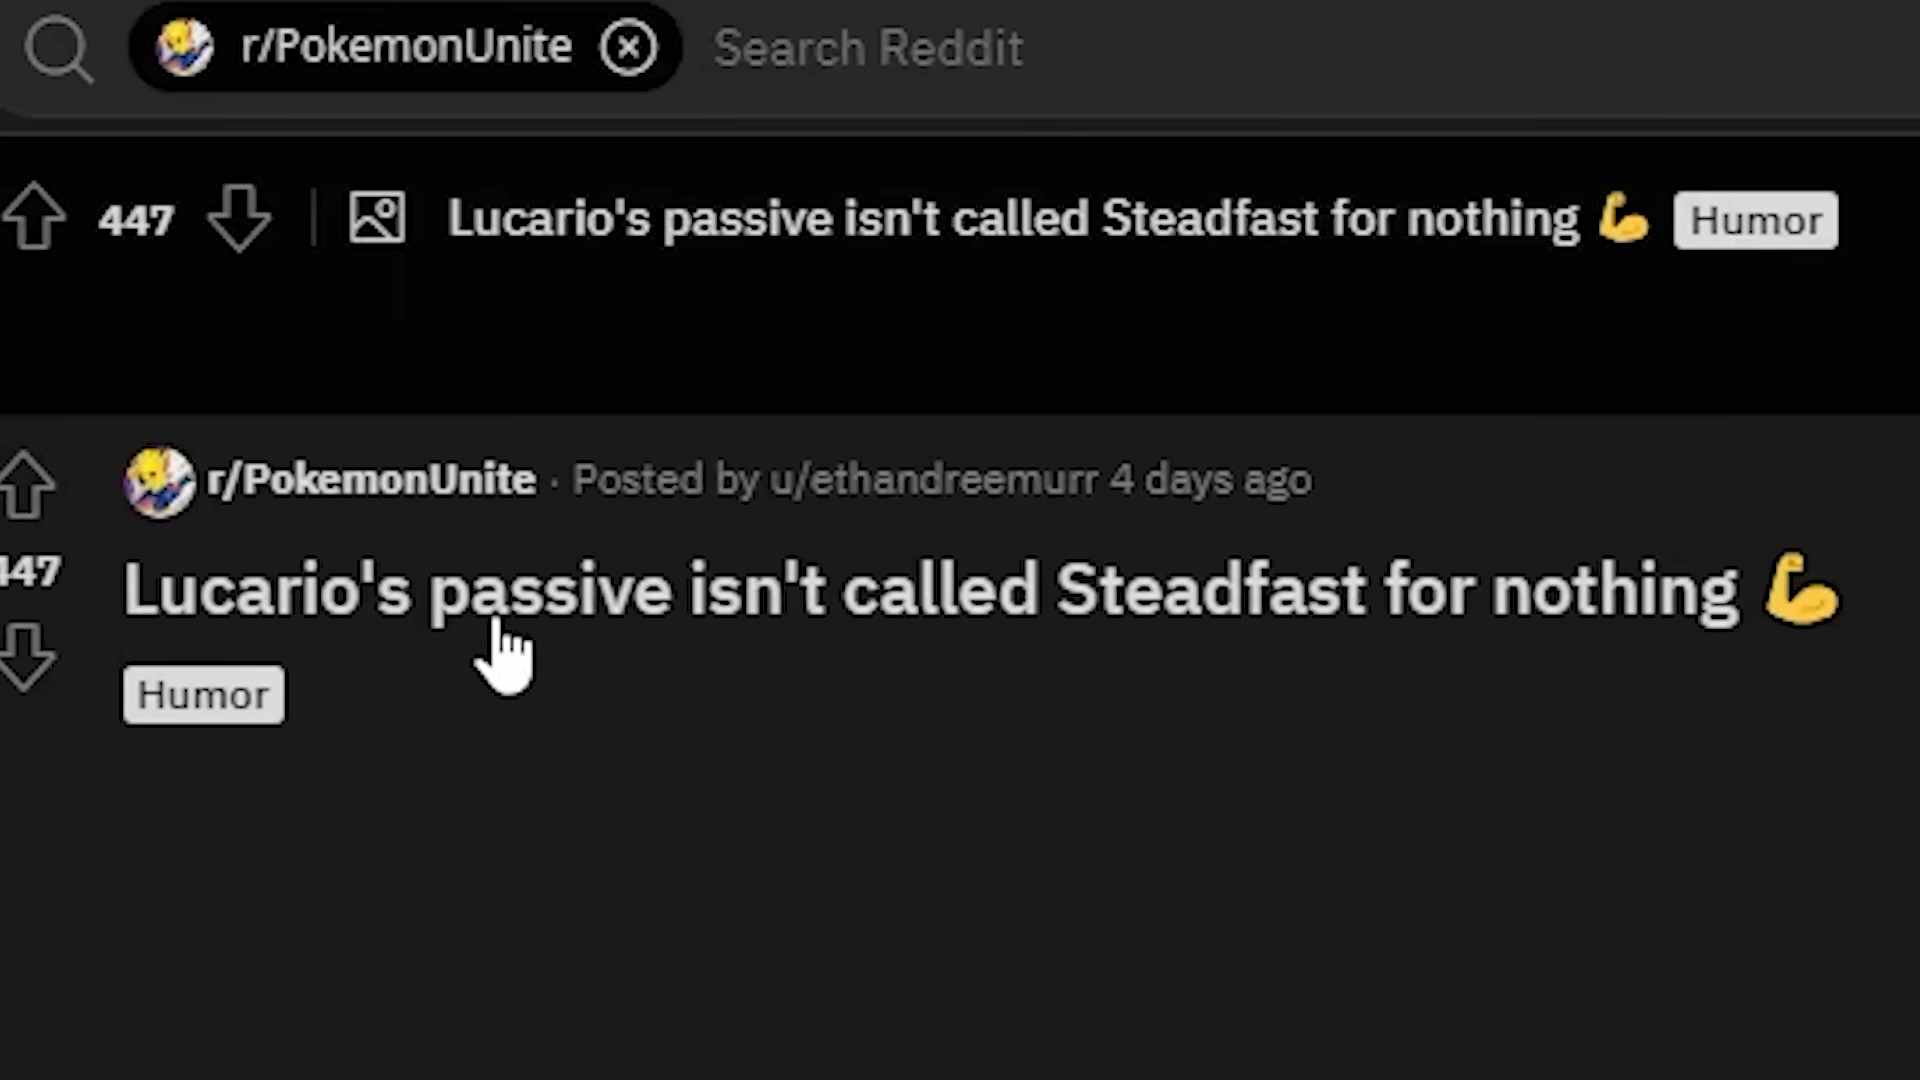 r/PokemonUnite Search Reddit
447 Lucario's passive isn't called Steadfast for nothing 💪 Humor
r/PokemonUnite · Posted by u/ethandreemurr 4 days ago
447
Lucario's passive isn't called Steadfast for nothing 💪
Humor